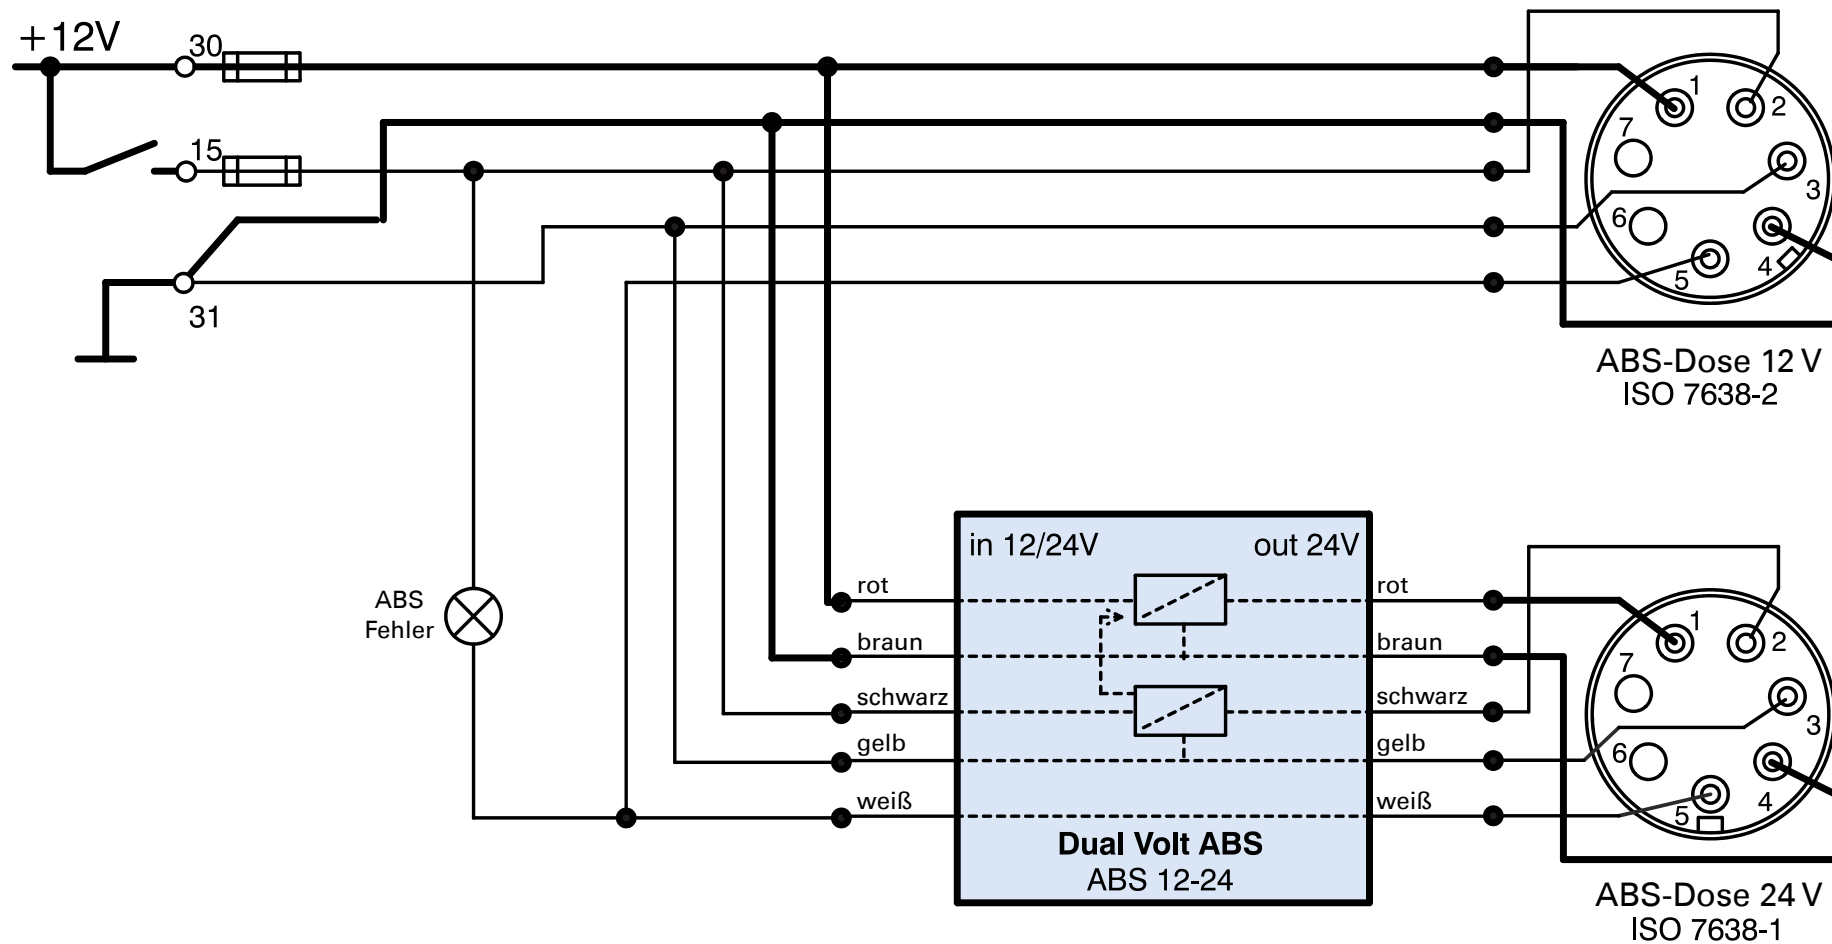 +12V
30
15
31
1
2
3
4
5
6
7
ABS-Dose 12 V
ISO 7638-2
ABS
Fehler
in 12/24V
out 24V
rot
rot
braun
braun
schwarz
schwarz
gelb
gelb
weiß
weiß
Dual Volt ABS
ABS 12-24
1
2
3
4
5
6
7
ABS-Dose 24 V
ISO 7638-1